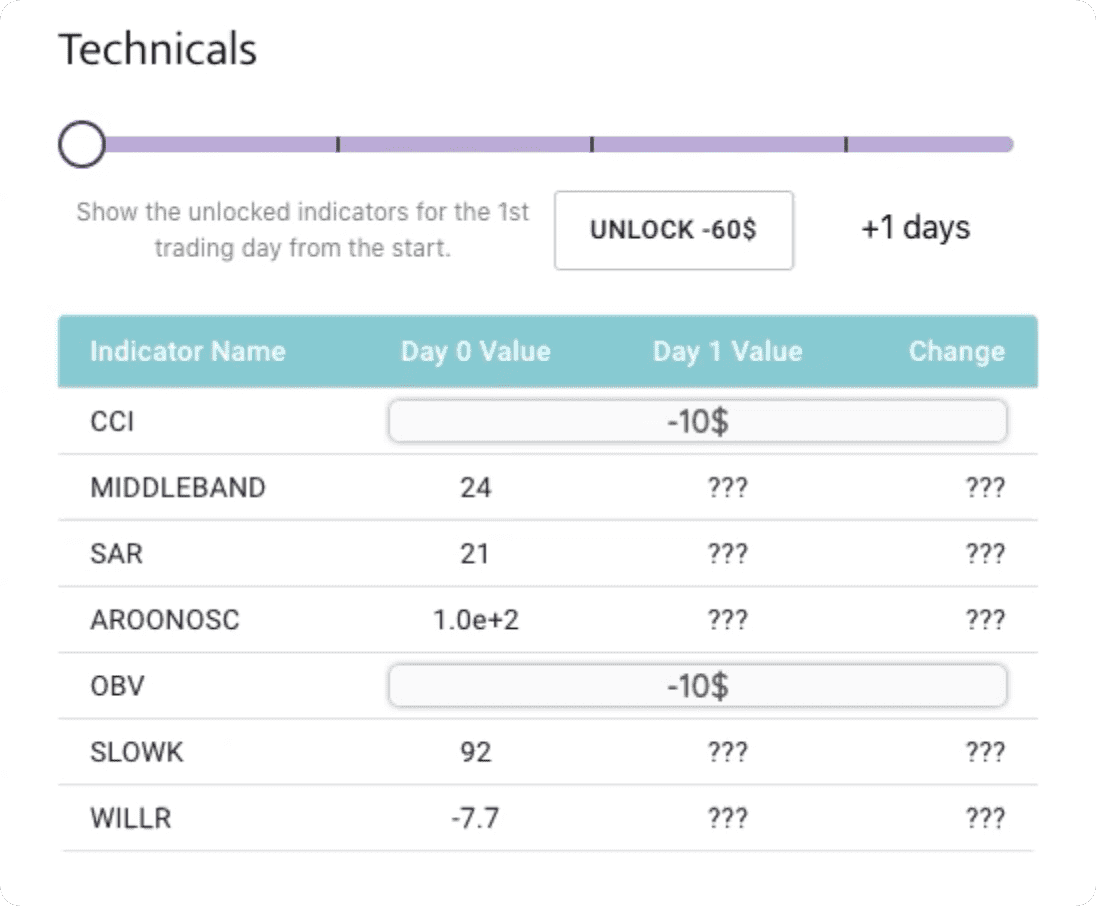 Technicals
Show the unlocked indicators for the 1st
trading day from the start.
UNLOCK -60$
+1 days
Indicator Name Day 0 Value Day 1 Value Change
CCI -10$
MIDDLEBAND 24 ??? ???
SAR 21 ??? ???
AROONOSC 1.0e+2 ??? ???
OBV -10$
SLOWK 92 ??? ???
WILLR -7.7 ??? ???